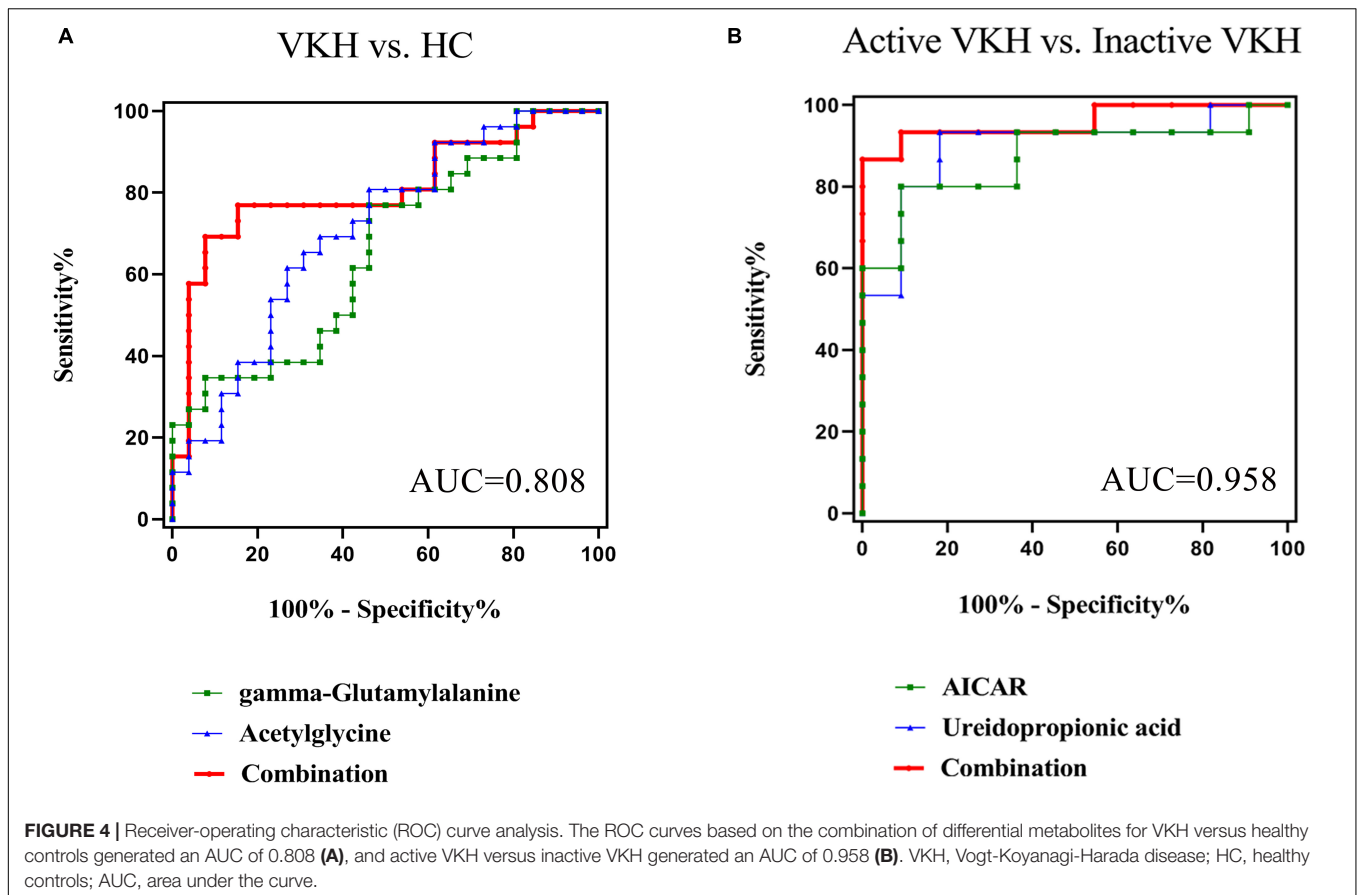 A
VKH vs. HC
100
80
60
40
20
0
Sensitivity%
AUC=0.808
0 20 40 60 80 100
100% - Specificity%
gamma-Glutamylalanine
Acetylglycine
Combination
B
Active VKH vs. Inactive VKH
100
80
60
40
20
0
Sensitivity%
AUC=0.958
0 20 40 60 80 100
100% - Specificity%
AICAR
Ureidopropionic acid
Combination
FIGURE 4 | Receiver-operating characteristic (ROC) curve analysis. The ROC curves based on the combination of differential metabolites for VKH versus healthy
controls generated an AUC of 0.808 (A), and active VKH versus inactive VKH generated an AUC of 0.958 (B). VKH, Vogt-Koyanagi-Harada disease; HC, healthy
controls; AUC, area under the curve.